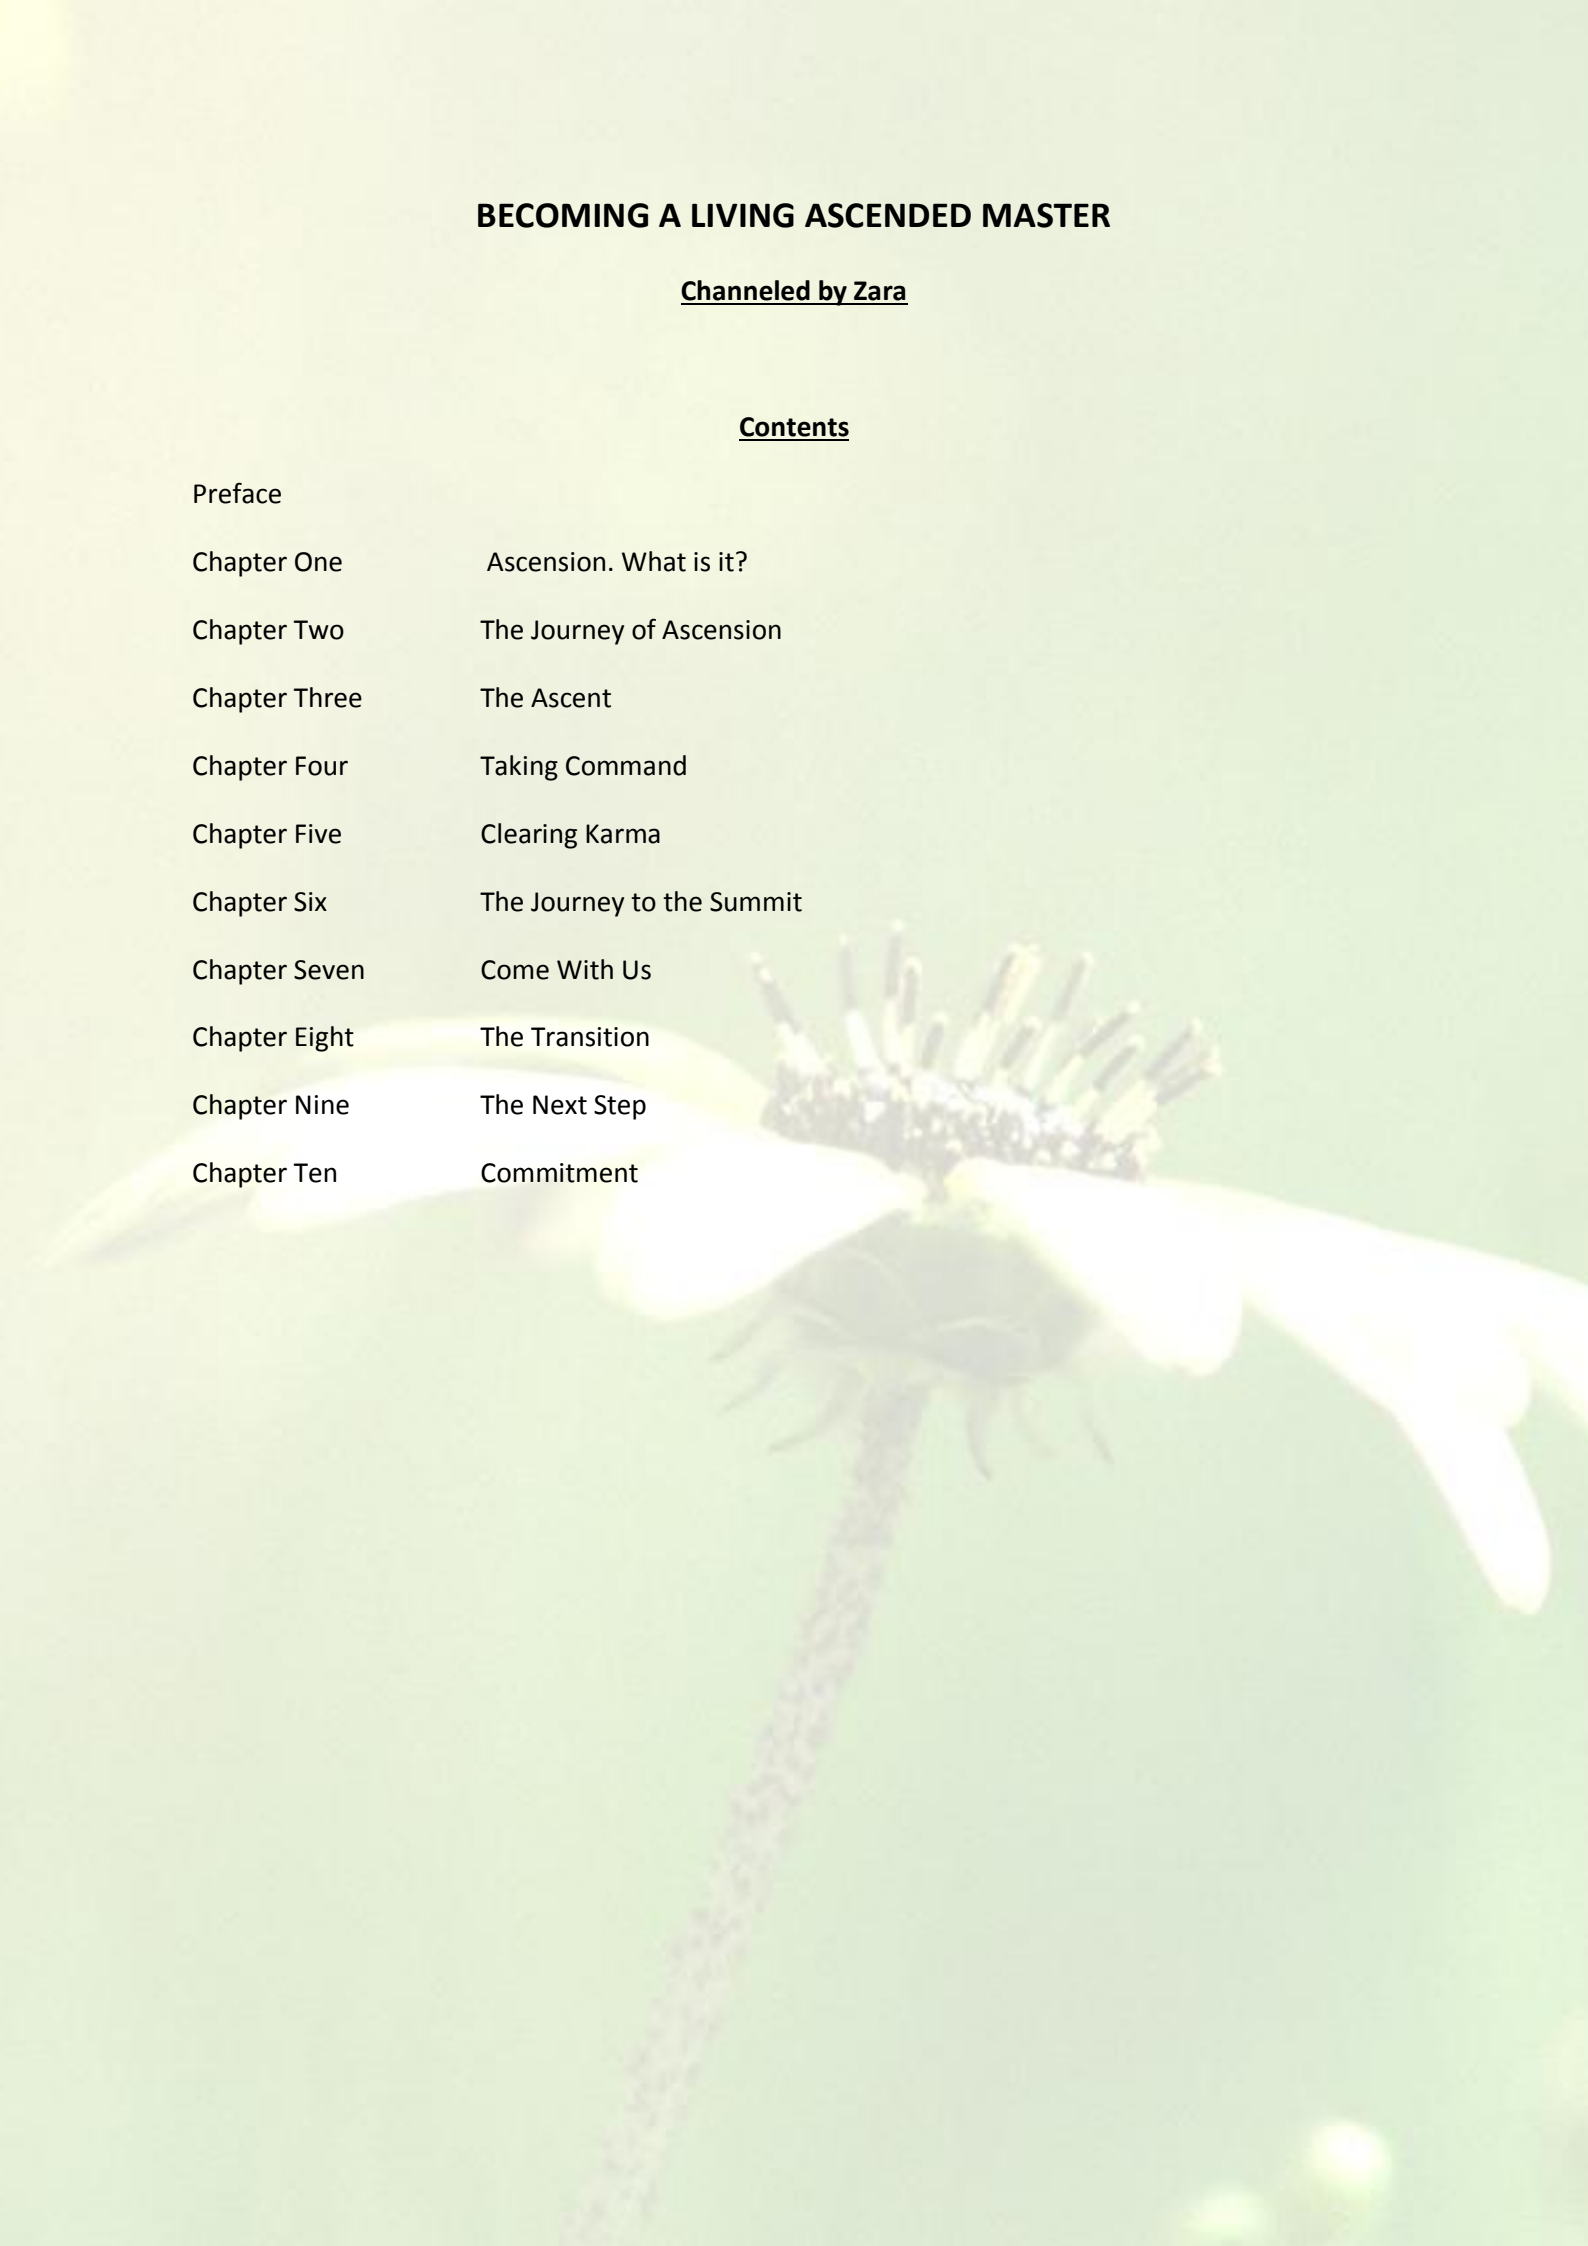 BECOMING A LIVING ASCENDED MASTER
Channeled by Zara
Contents
Preface
Chapter One Ascension. What is it?
Chapter Two The Journey of Ascension
Chapter Three The Ascent
Chapter Four Taking Command
Chapter Five Clearing Karma
Chapter Six The Journey to the Summit
Chapter Seven Come With Us
Chapter Eight The Transition
Chapter Nine The Next Step
Chapter Ten Commitment